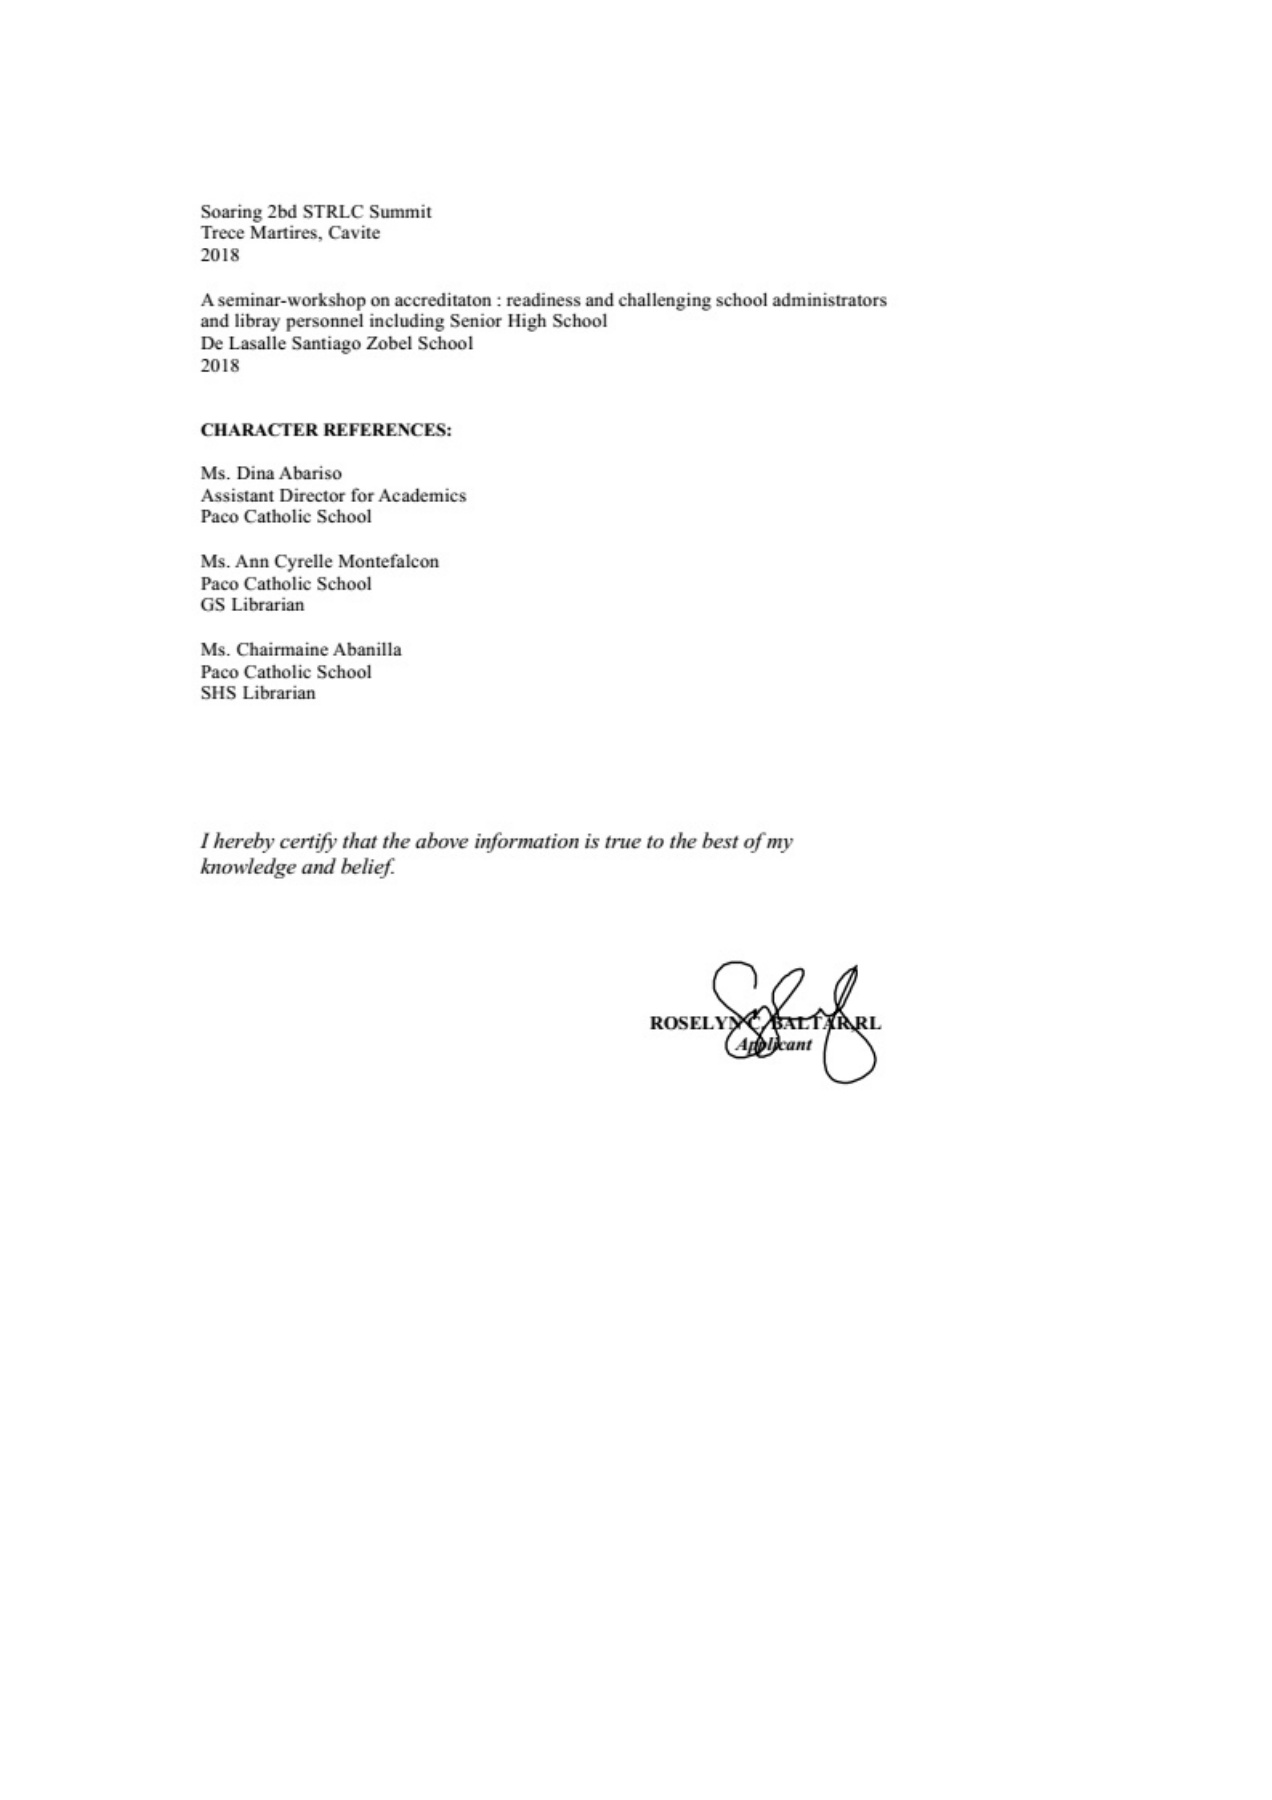 Soaring 2bd STRLC Summit
Trece Martires, Cavite
2018
A seminar-workshop on accreditaton : readiness and challenging school administrators
and libray personnel including Senior High School
De Lasalle Santiago Zobel School
2018
CHARACTER REFERENCES:
Ms. Dina Abariso
Assistant Director for Academics
Paco Catholic School
Ms. Ann Cyrelle Montefalcon
Paco Catholic School
GS Librarian
Ms. Chairmaine Abanilla
Paco Catholic School
SHS Librarian
I hereby certify that the above information is true to the best of my
knowledge and belief.
ROSELYN C. BALTAR,RL
Applicant